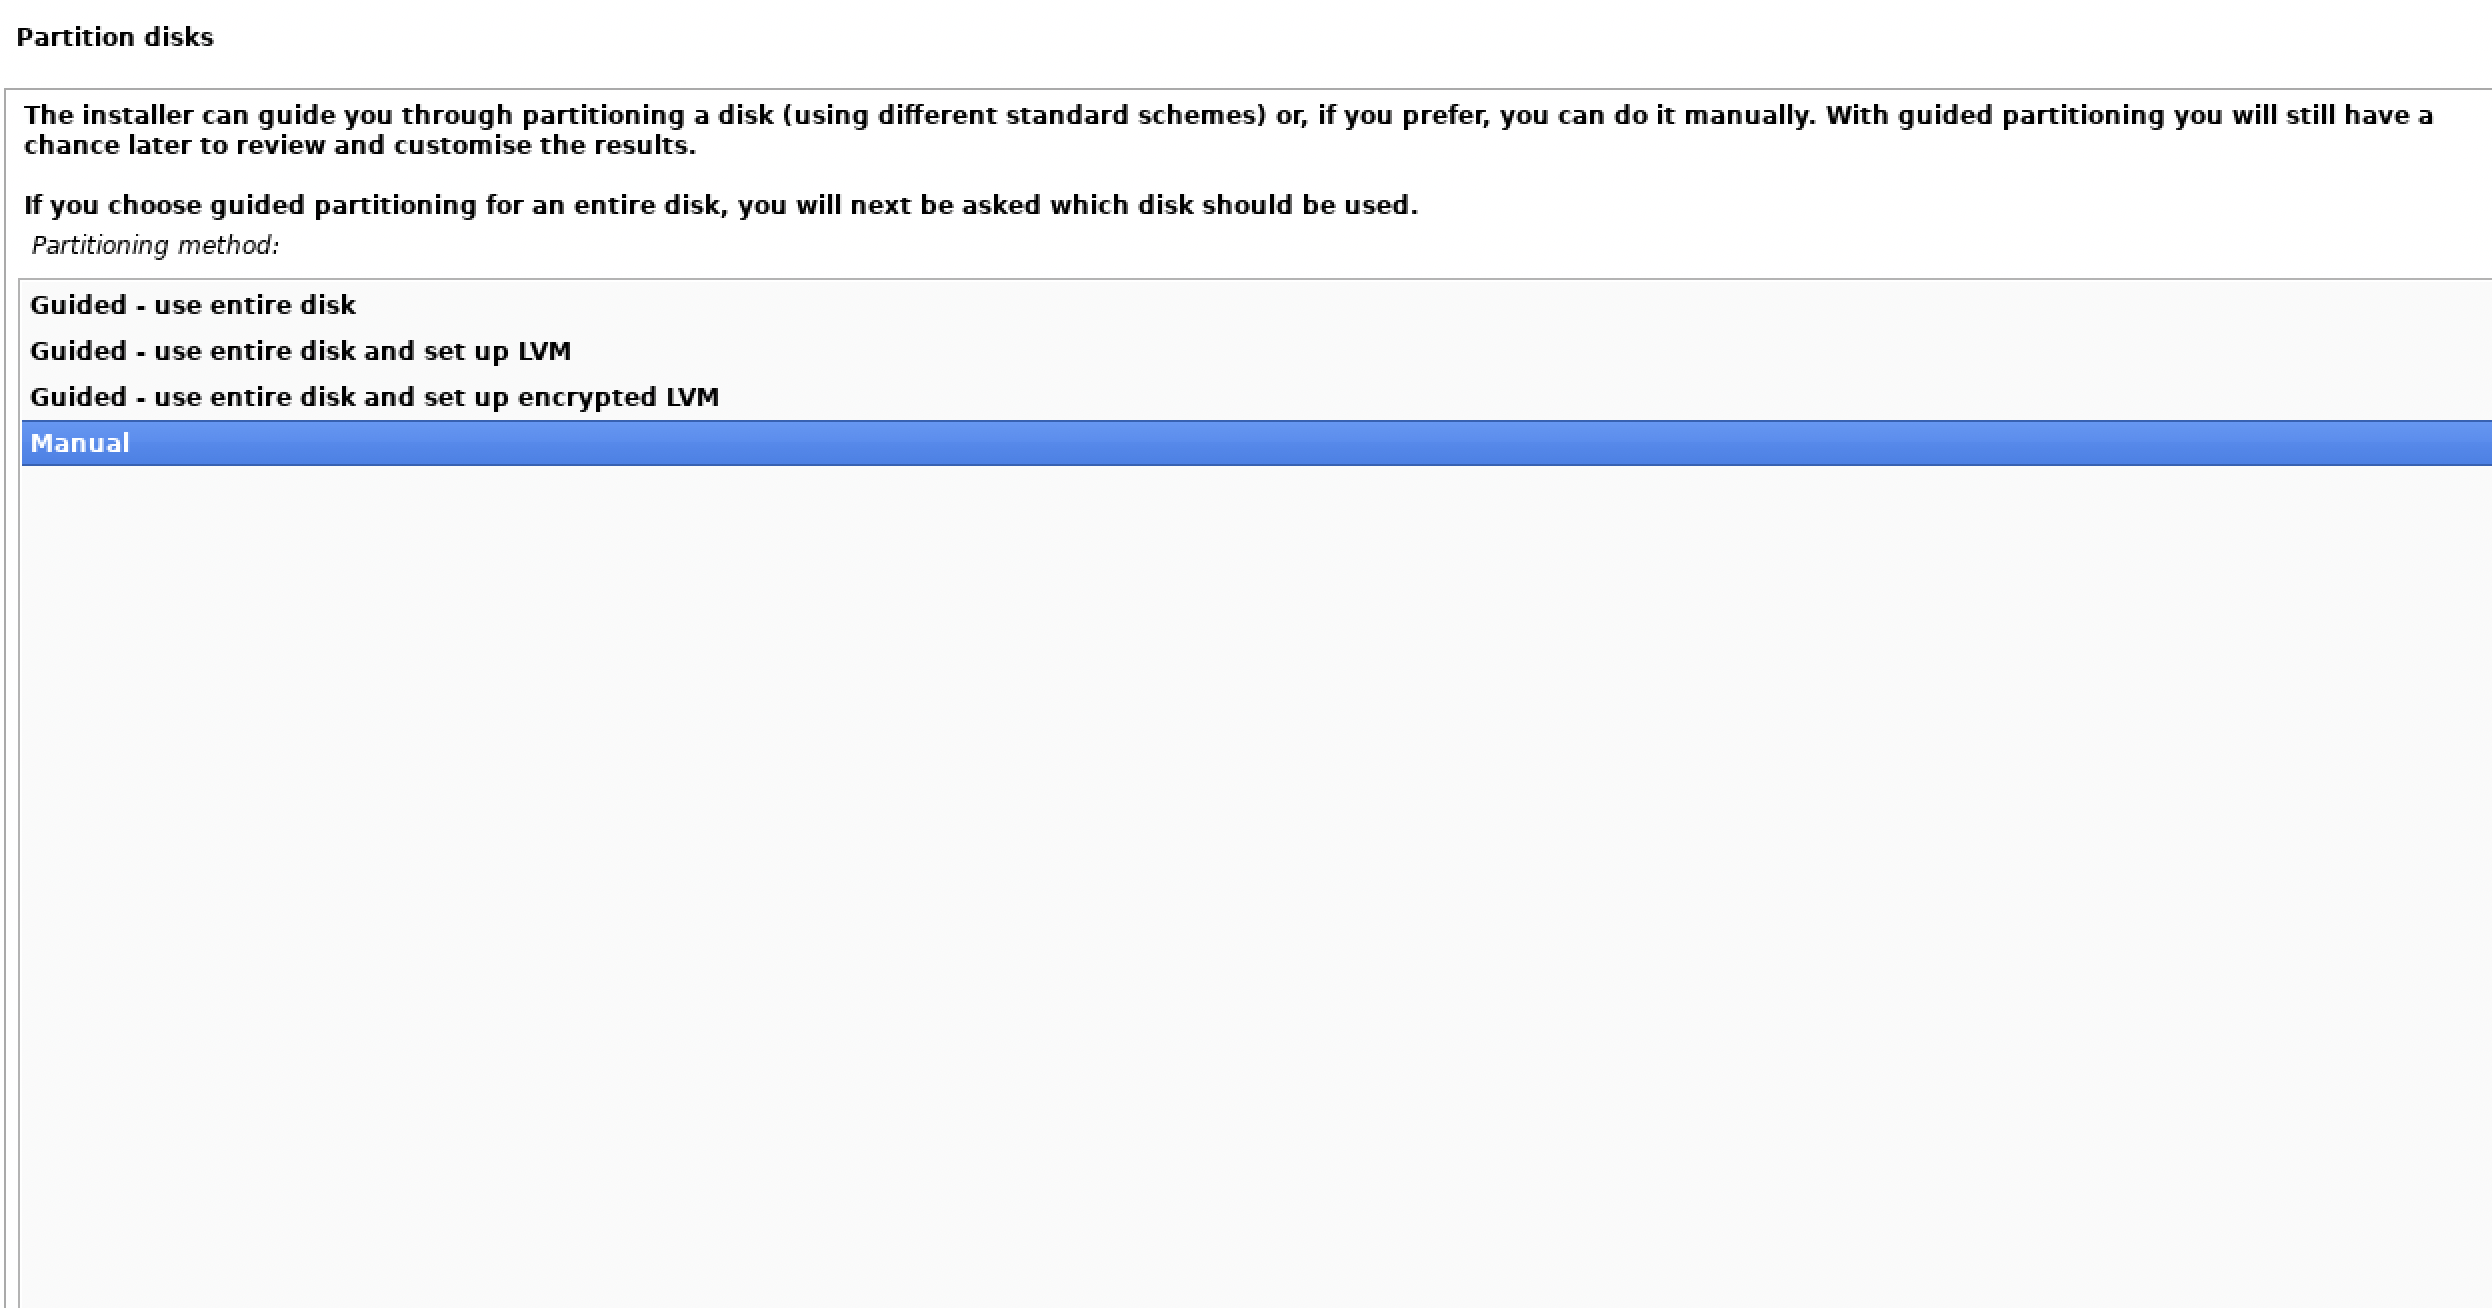 Partition disks
The installer can guide you through partitioning a disk (using different standard schemes) or, if you prefer, you can do it manually. With guided partitioning you will still have a
chance later to review and customise the results.
If you choose guided partitioning for an entire disk, you will next be asked which disk should be used.
Partitioning method:
Guided - use entire disk
Guided - use entire disk and set up LVM
Guided - use entire disk and set up encrypted LVM
Manual